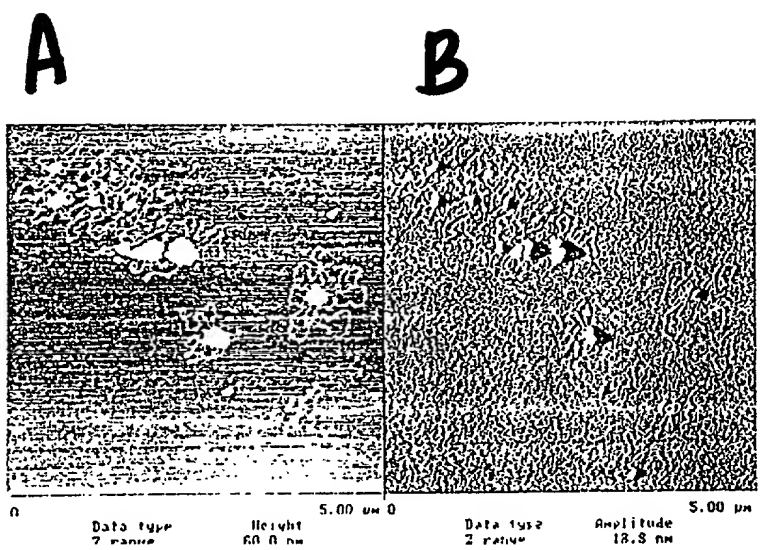 A B
0 5.00 µm 0 5.00 µm
Data type Height Data type Amplitude
Z range 60.0 nm Z range 18.8 nm